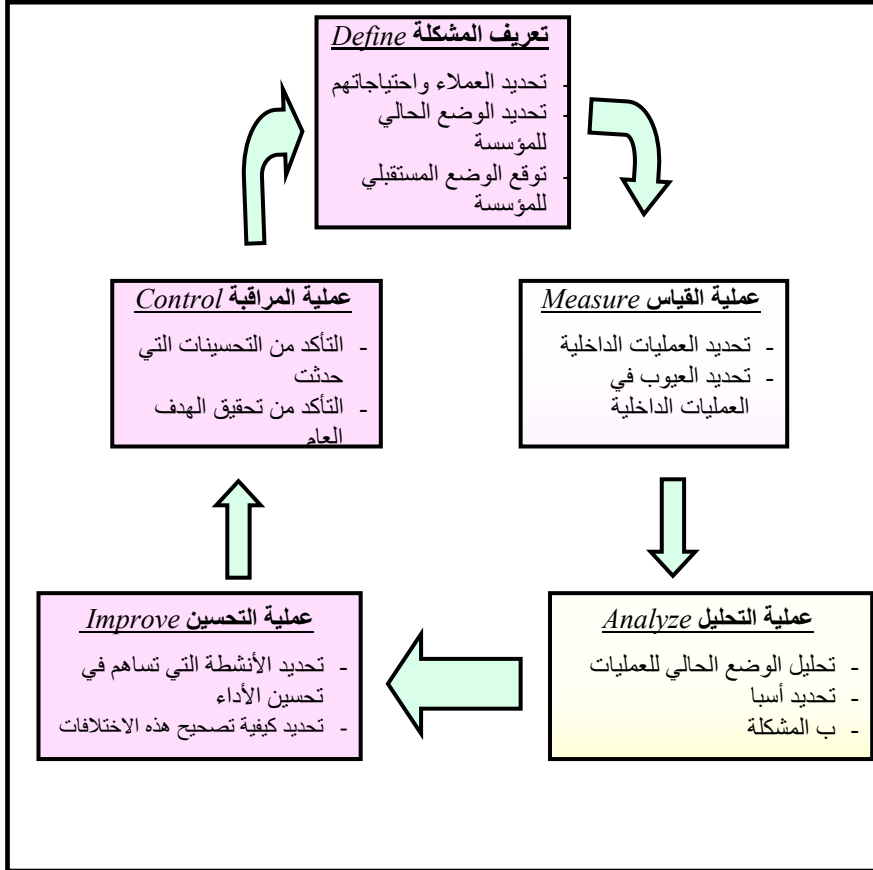 تعريف المشكلة Define
- تحديد العملاء واحتياجاتهم
- تحديد الوضع الحالي
للمؤسسة
- توقع الوضع المستقبلي
للمؤسسة
عملية القياس Measure
- تحديد العمليات الداخلية
- تحديد العيوب في
العمليات الداخلية
عملية التحليل Analyze
- تحليل الوضع الحالي للعمليات
- تحديد أسبا
- ب المشكلة
عملية التحسين Improve
- تحديد الأنشطة التي تساهم في
تحسين الأداء
- تحديد كيفية تصحيح هذه الاختلافات
عملية المراقبة Control
- التأكد من التحسينات التي
حدثت
- التأكد من تحقيق الهدف
العام